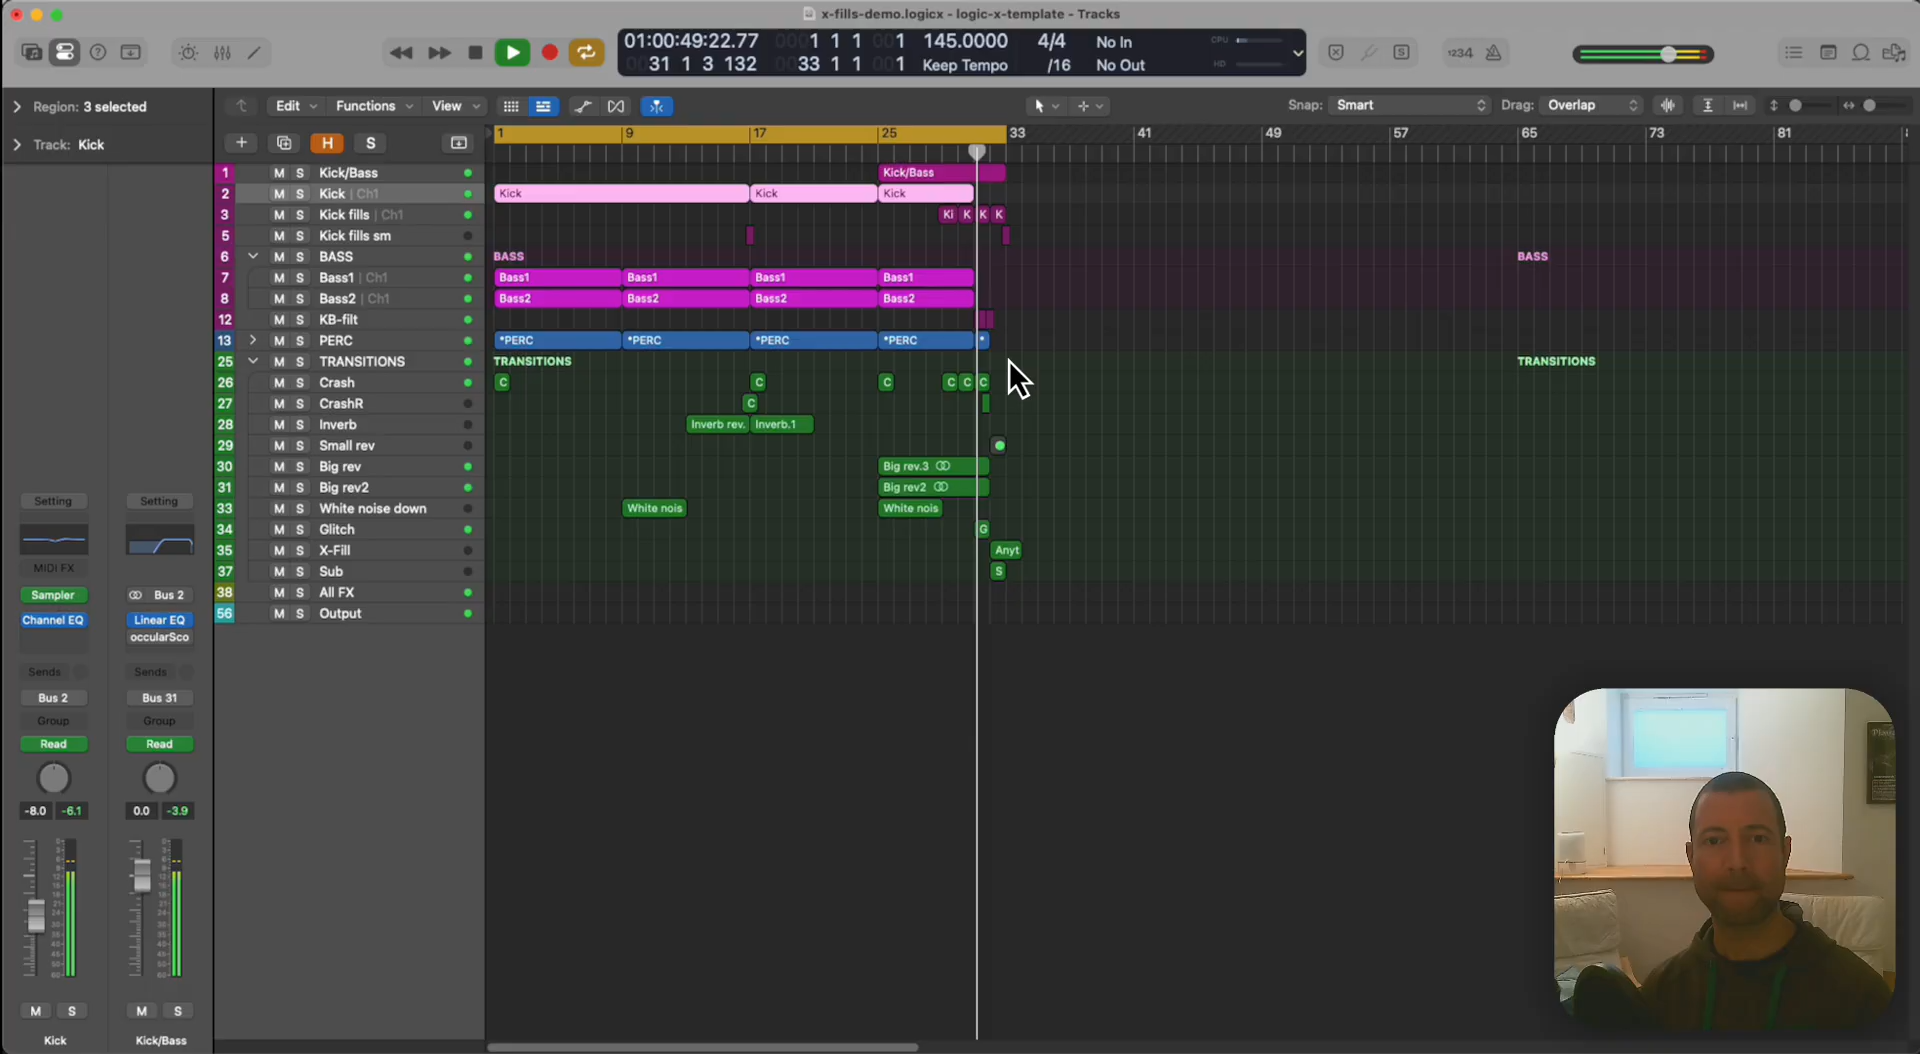 x-fills-demo.logicx - logic-x-template - Tracks
01:00:49:22.77 0001 1 1 001 145.0000 4/4 No In CPU
31 1 3 132 0033 1 1 001 Keep Tempo /16 No Out HD
1234
Region: 3 selected
Edit Functions View
Snap: Smart Drag: Overlap
Track: Kick
H S
1 9 17 25 33 41 49 57 65 73 81
1 M S Kick/Bass Kick/Bass
2 M S Kick | Ch1 Kick Kick Kick
3 M S Kick fills | Ch1 Ki K K K
5 M S Kick fills sm
6 M S BASS BASS BASS
7 M S Bass1 | Ch1 Bass1 Bass1 Bass1 Bass1
8 M S Bass2 | Ch1 Bass2 Bass2 Bass2 Bass2
12 M S KB-filt
13 M S PERC *PERC *PERC *PERC *PERC *
25 M S TRANSITIONS TRANSITIONS TRANSITIONS
26 M S Crash C C C C C C
27 M S CrashR C
28 M S Inverb Inverb rev. Inverb.1
29 M S Small rev
30 M S Big rev Big rev.3
31 M S Big rev2 Big rev2
33 M S White noise down White nois White nois
34 M S Glitch G
35 M S X-Fill Anyt
37 M S Sub S
38 M S All FX
56 M S Output
Setting Setting
MIDI FX
Sampler Bus 2
Channel EQ Linear EQ
occularSco
Sends Sends
Bus 2 Bus 31
Group Group
Read Read
-8.0 -6.1 0.0 -3.9
M S M S
Kick Kick/Bass